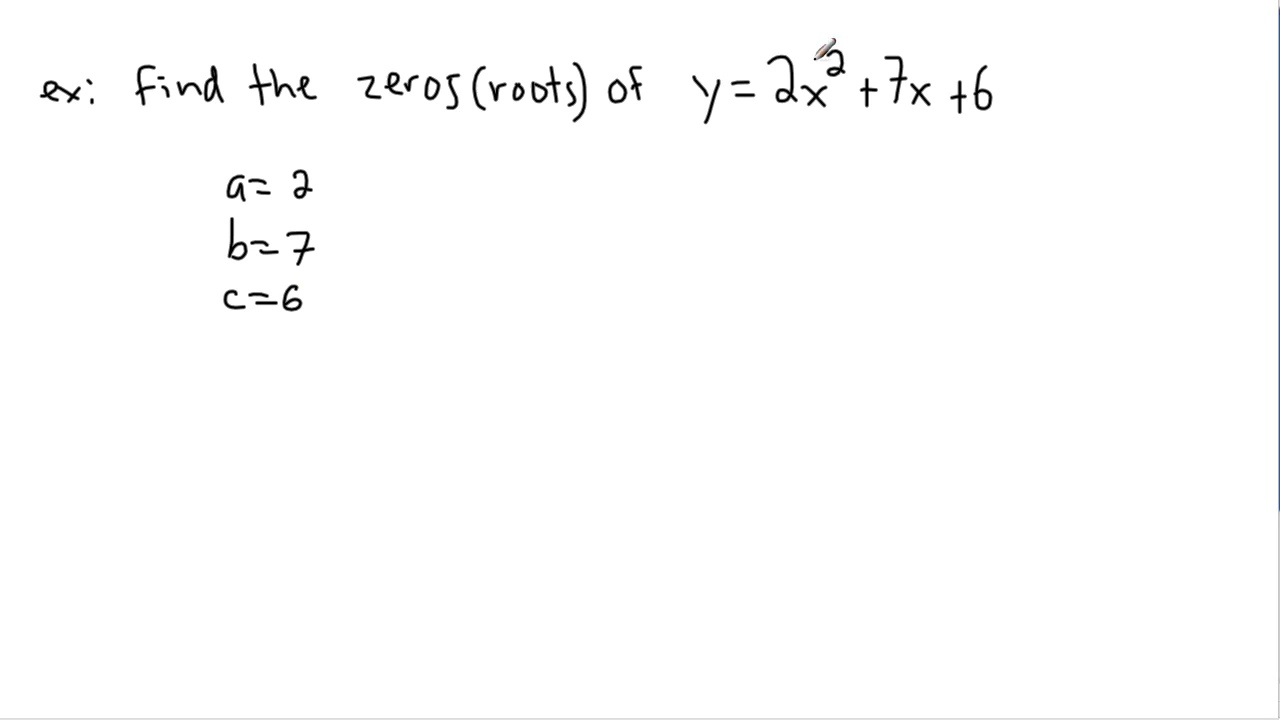 ex: find the zeros (roots) of y = 2x² + 7x + 6
a = 2
b = 7
c = 6